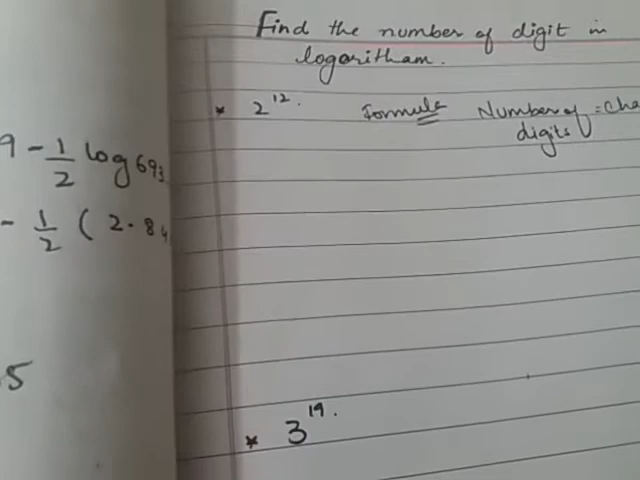 Find the number of digit in
logaritham.
* 2^12. Formula Number of = Cha
digits
9 - 1/2 log 693
- 1/2 ( 2.84
5
* 3^19.